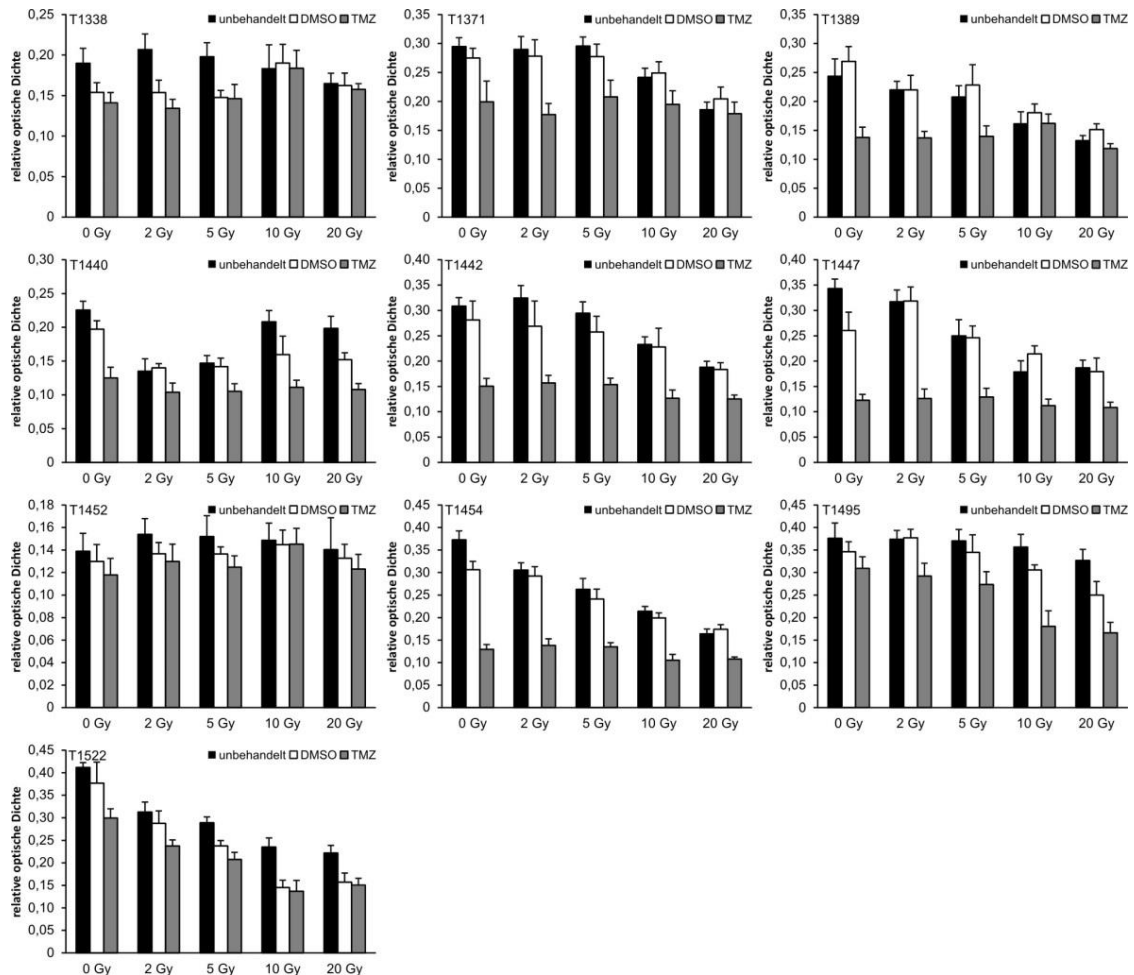 T1338
unbehandelt DMSO TMZ
relative optische Dichte
0,25
0,20
0,15
0,10
0,05
0
0 Gy 2 Gy 5 Gy 10 Gy 20 Gy
T1371
unbehandelt DMSO TMZ
relative optische Dichte
0,35
0,30
0,25
0,20
0,15
0,10
0,05
0
0 Gy 2 Gy 5 Gy 10 Gy 20 Gy
T1389
unbehandelt DMSO TMZ
relative optische Dichte
0,35
0,30
0,25
0,20
0,15
0,10
0,05
0
0 Gy 2 Gy 5 Gy 10 Gy 20 Gy
T1440
unbehandelt DMSO TMZ
relative optische Dichte
0,30
0,25
0,20
0,15
0,10
0,05
0
0 Gy 2 Gy 5 Gy 10 Gy 20 Gy
T1442
unbehandelt DMSO TMZ
relative optische Dichte
0,40
0,35
0,30
0,25
0,20
0,15
0,10
0,05
0
0 Gy 2 Gy 5 Gy 10 Gy 20 Gy
T1447
unbehandelt DMSO TMZ
relative optische Dichte
0,40
0,35
0,30
0,25
0,20
0,15
0,10
0,05
0
0 Gy 2 Gy 5 Gy 10 Gy 20 Gy
T1452
unbehandelt DMSO TMZ
relative optische Dichte
0,18
0,16
0,14
0,12
0,10
0,08
0,06
0,04
0,02
0
0 Gy 2 Gy 5 Gy 10 Gy 20 Gy
T1454
unbehandelt DMSO TMZ
relative optische Dichte
0,45
0,40
0,35
0,30
0,25
0,20
0,15
0,10
0,05
0
0 Gy 2 Gy 5 Gy 10 Gy 20 Gy
T1495
unbehandelt DMSO TMZ
relative optische Dichte
0,45
0,40
0,35
0,30
0,25
0,20
0,15
0,10
0,05
0
0 Gy 2 Gy 5 Gy 10 Gy 20 Gy
T1522
unbehandelt DMSO TMZ
relative optische Dichte
0,45
0,40
0,35
0,30
0,25
0,20
0,15
0,10
0,05
0
0 Gy 2 Gy 5 Gy 10 Gy 20 Gy